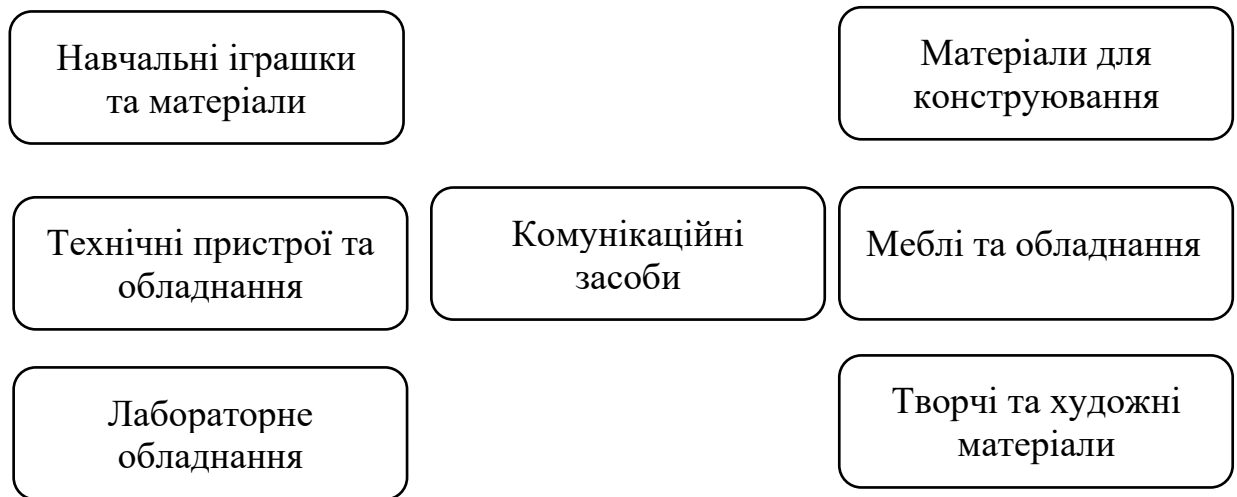 Навчальні іграшки
та матеріали
Матеріали для
конструювання
Технічні пристрої та
обладнання
Комунікаційні
засоби
Меблі та обладнання
Лабораторне
обладнання
Творчі та художні
матеріали